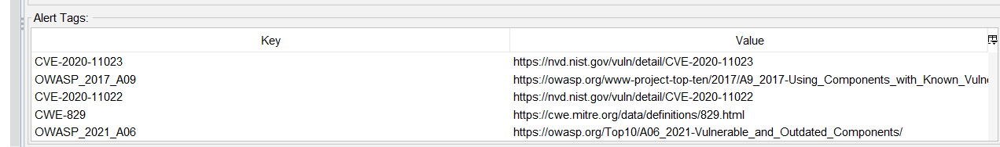 Alert Tags:
Key Value
CVE-2020-11023 https://nvd.nist.gov/vuln/detail/CVE-2020-11023
OWASP_2017_A09 https://owasp.org/www-project-top-ten/2017/A9_2017-Using_Components_with_Known_Vulne
CVE-2020-11022 https://nvd.nist.gov/vuln/detail/CVE-2020-11022
CWE-829 https://cwe.mitre.org/data/definitions/829.html
OWASP_2021_A06 https://owasp.org/Top10/A06_2021-Vulnerable_and_Outdated_Components/